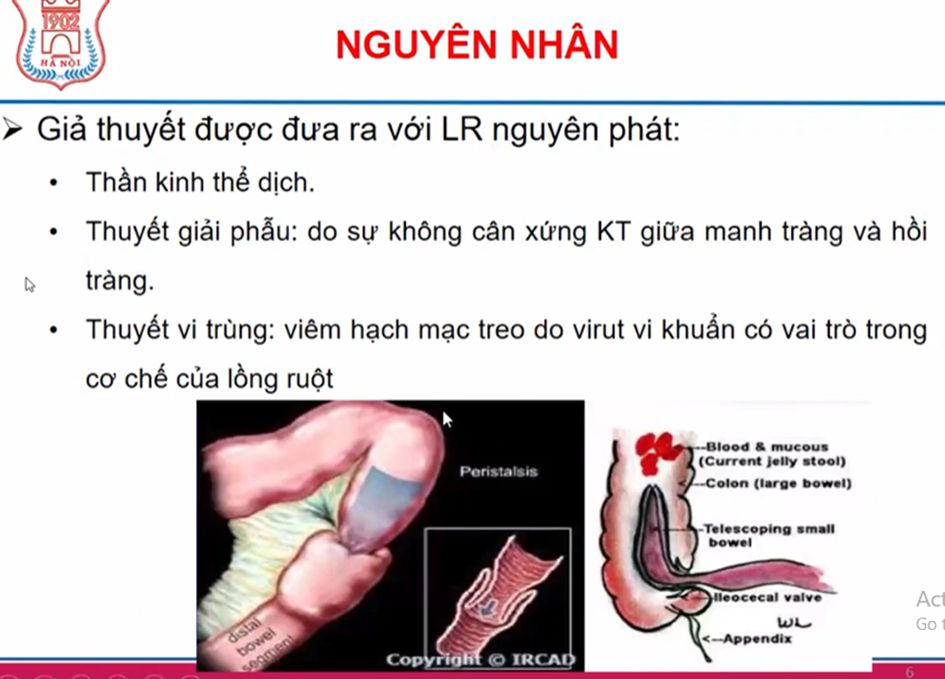 1902
HÀ NỘI
NGUYÊN NHÂN
➢ Giả thuyết được đưa ra với LR nguyên phát:
• Thần kinh thể dịch.
• Thuyết giải phẫu: do sự không cân xứng KT giữa manh tràng và hồi
tràng.
• Thuyết vi trùng: viêm hạch mạc treo do virut vi khuẩn có vai trò trong
cơ chế của lồng ruột
Peristalsis
distal
bowel
segment
Copyright © IRCAD
Blood & mucous
(Current jelly stool)
Colon (large bowel)
Telescoping small
bowel
Ileocecal valve
WL
Appendix
Act
Go t
6